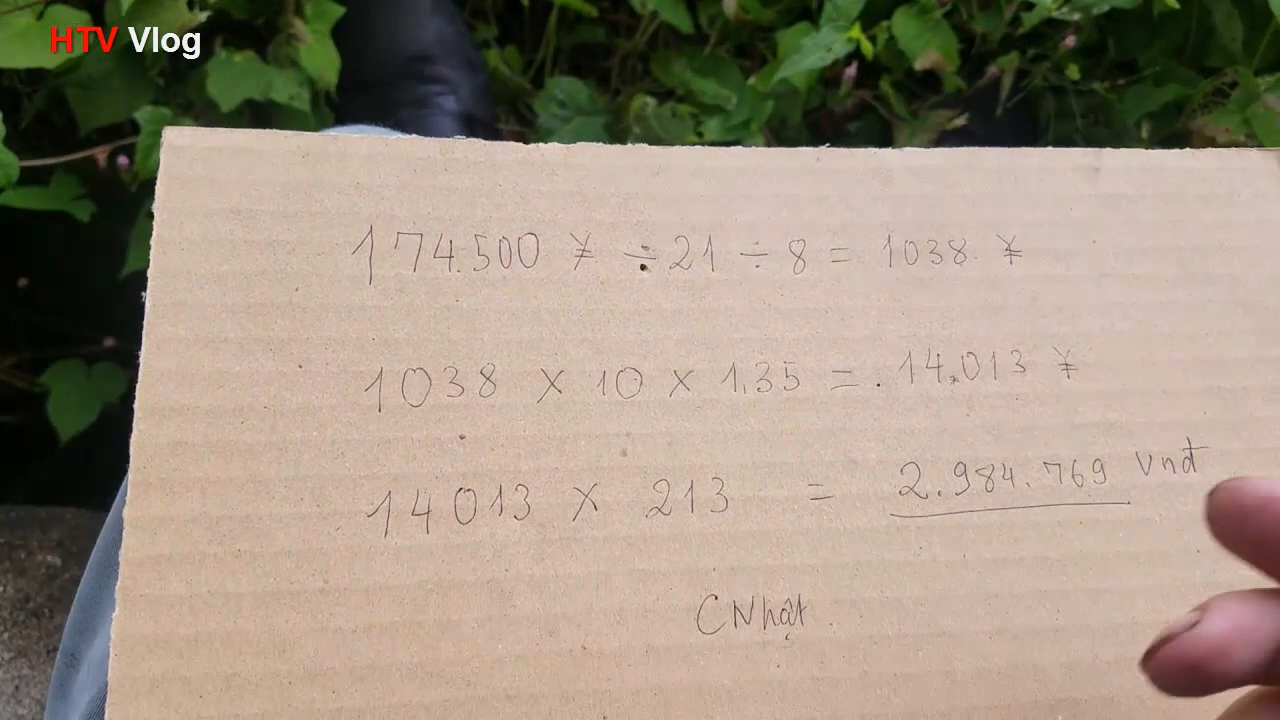 HTV Vlog
174.500 ¥ ÷ 21 ÷ 8 = 1038 ¥
1038 × 10 × 1,35 = 14.013 ¥
14013 × 213 = 2.984.769 vnđ
CNhật